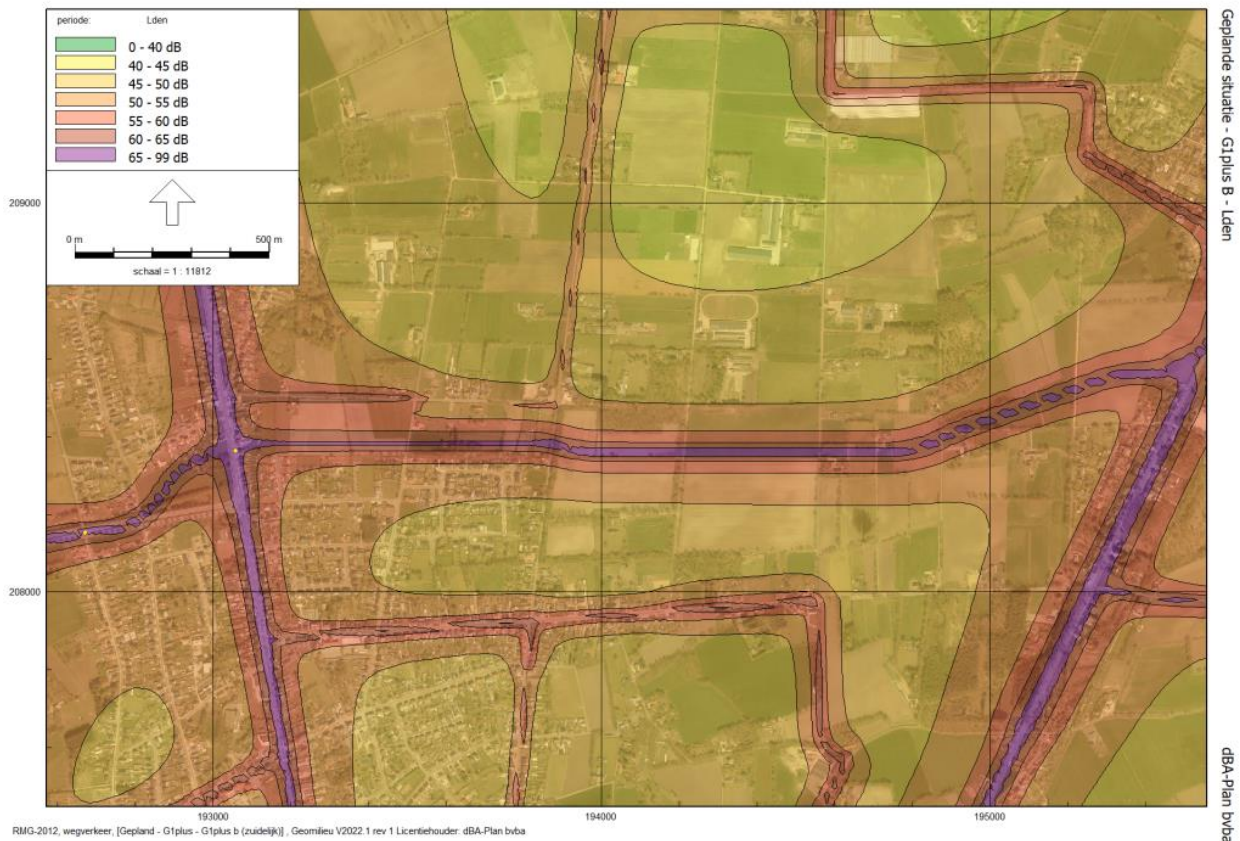 periode: Lden
0 - 40 dB
40 - 45 dB
45 - 50 dB
50 - 55 dB
55 - 60 dB
60 - 65 dB
65 - 99 dB
0 m 500 m
schaal = 1 : 11812
209000
208000
193000 194000 195000
RMG-2012, wegverkeer, [Gepland - G1plus - G1plus b (zuidelijk)] , Geomilieu V2022.1 rev 1 Licentiehouder: dBA-Plan bvba
Geplande situatie - G1plus B - Lden
dBA-Plan bvba